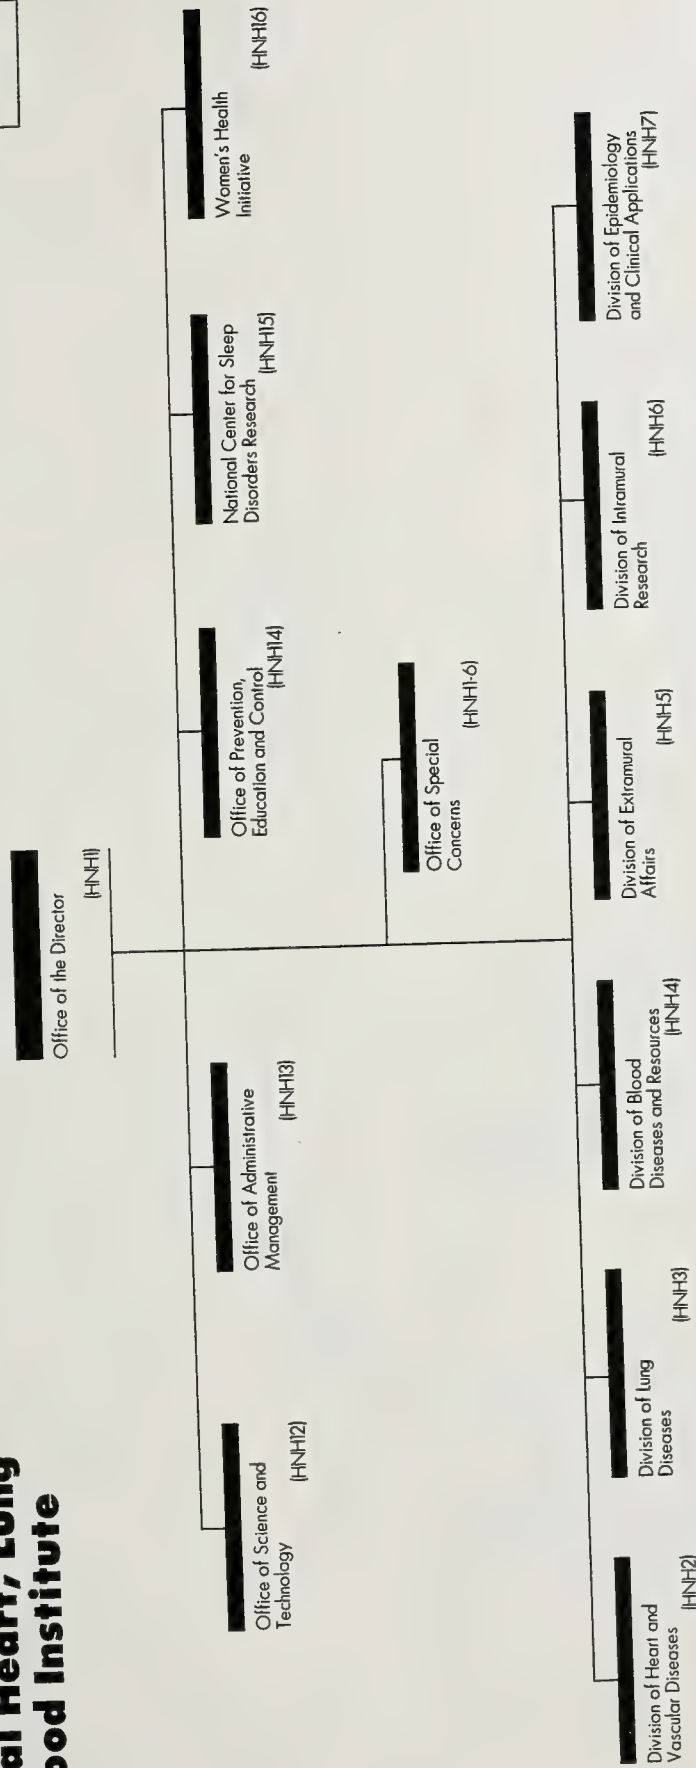 al Heart, Lung
ood Institute
Office of the Director
(HNH1)
Office of Science and
Technology
(HNH12)
Office of Administrative
Management
(HNH13)
Office of Prevention,
Education and Control
(HNH14)
National Center for Sleep
Disorders Research
(HNH15)
Women's Health
Initiative
(HNH16)
Office of Special
Concerns
(HNH1-6)
Division of Heart and
Vascular Diseases
(HNH2)
Division of Lung
Diseases
(HNH3)
Division of Blood
Diseases and Resources
(HNH4)
Division of Extramural
Affairs
(HNH5)
Division of Intramural
Research
(HNH6)
Division of Epidemiology
and Clinical Applications
(HNH7)